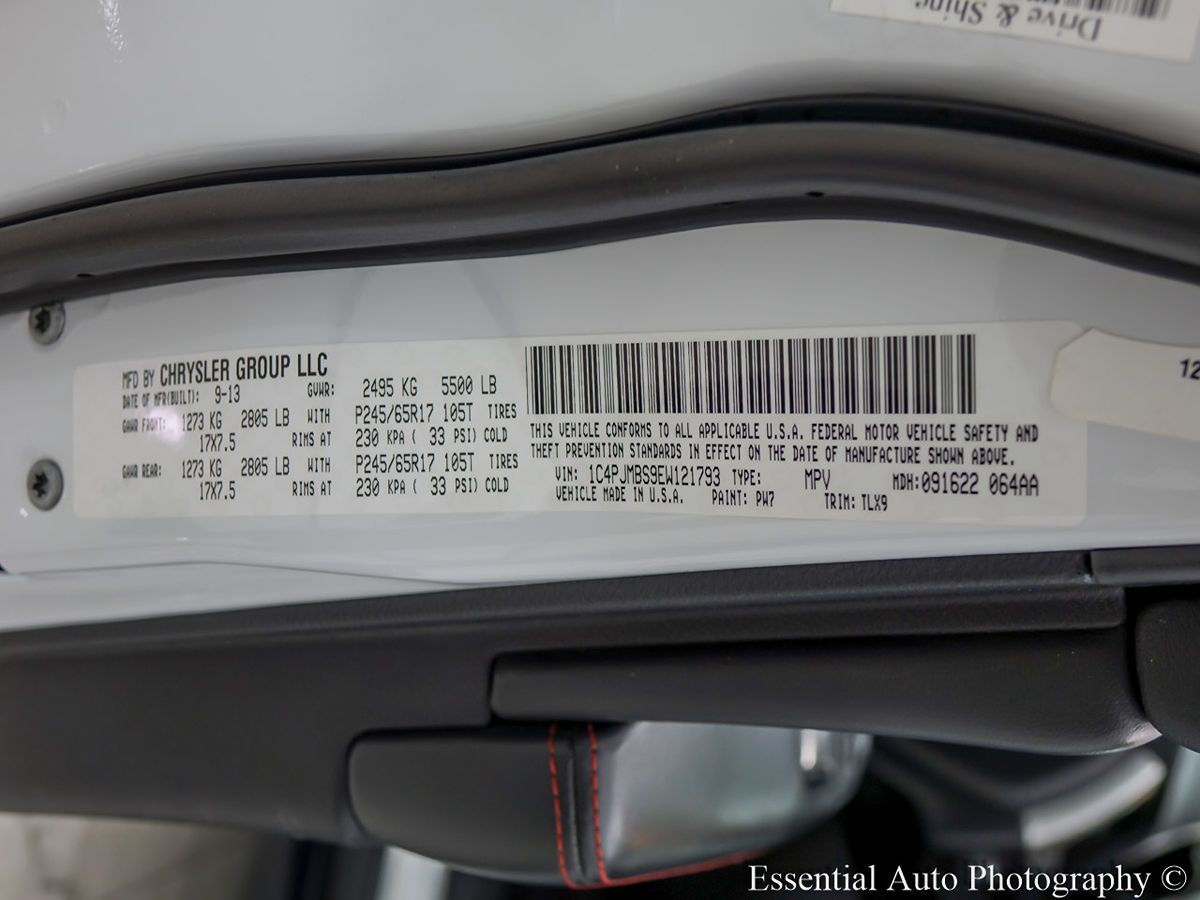 Drive & Shine
MFD BY CHRYSLER GROUP LLC
DATE OF MFR(BUILT): 9-13 GVWR: 2495 KG 5500 LB
GAWR FRONT: 1273 KG 2805 LB WITH P245/65R17 105T TIRES
17X7.5 RIMS AT 230 KPA ( 33 PSI) COLD
GAWR REAR: 1273 KG 2805 LB WITH P245/65R17 105T TIRES
17X7.5 RIMS AT 230 KPA ( 33 PSI) COLD
THIS VEHICLE CONFORMS TO ALL APPLICABLE U.S.A. FEDERAL MOTOR VEHICLE SAFETY AND
THEFT PREVENTION STANDARDS IN EFFECT ON THE DATE OF MANUFACTURE SHOWN ABOVE.
VIN: 1C4PJMBS9EW121793 TYPE: MPV MDH: 091622 064AA
VEHICLE MADE IN U.S.A. PAINT: PW7 TRIM: TLX9
12
Essential Auto Photography ©